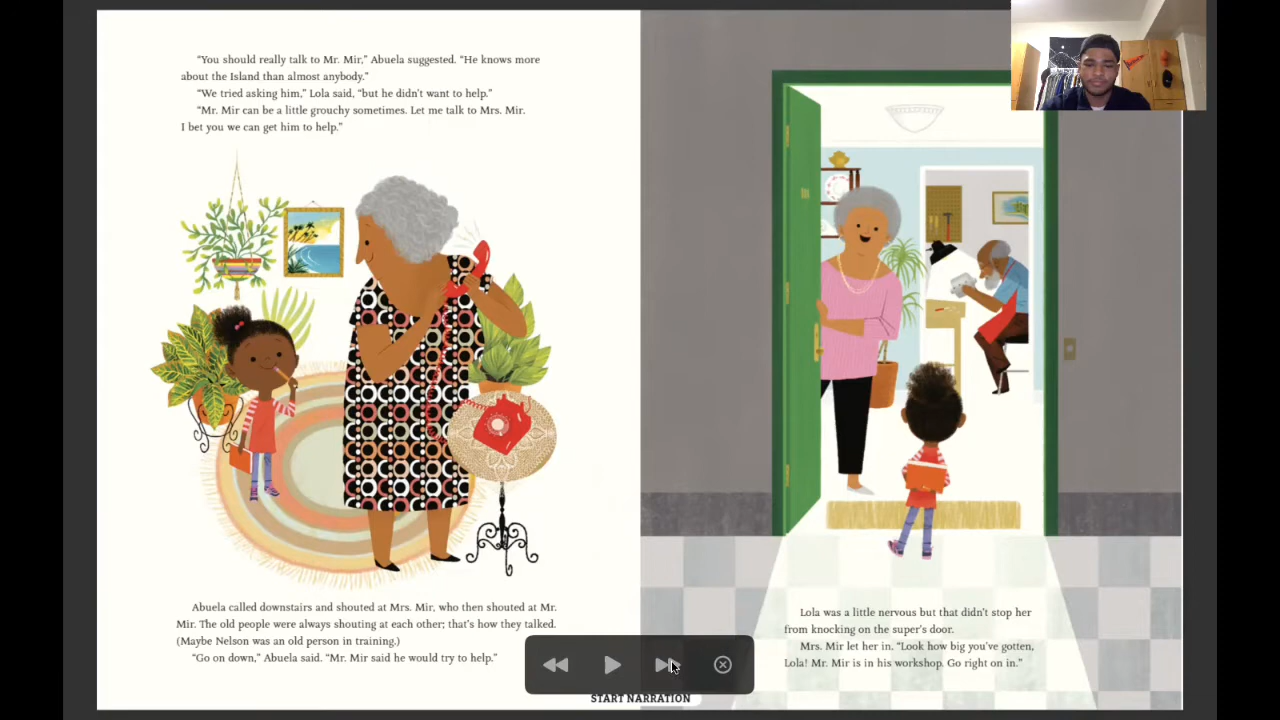 “You should really talk to Mr. Mir,” Abuela suggested. “He knows more
about the Island than almost anybody.”
“We tried asking him,” Lola said, “but he didn’t want to help.”
“Mr. Mir can be a little grouchy sometimes. Let me talk to Mrs. Mir.
I bet you we can get him to help.”
Abuela called downstairs and shouted at Mrs. Mir, who then shouted at Mr.
Mir. The old people were always shouting at each other; that’s how they talked.
(Maybe Nelson was an old person in training.)
“Go on down,” Abuela said. “Mr. Mir said he would try to help.”
Lola was a little nervous but that didn’t stop her
from knocking on the super’s door.
Mrs. Mir let her in. “Look how big you’ve gotten,
Lola! Mr. Mir is in his workshop. Go right on in.”
START NARRATION